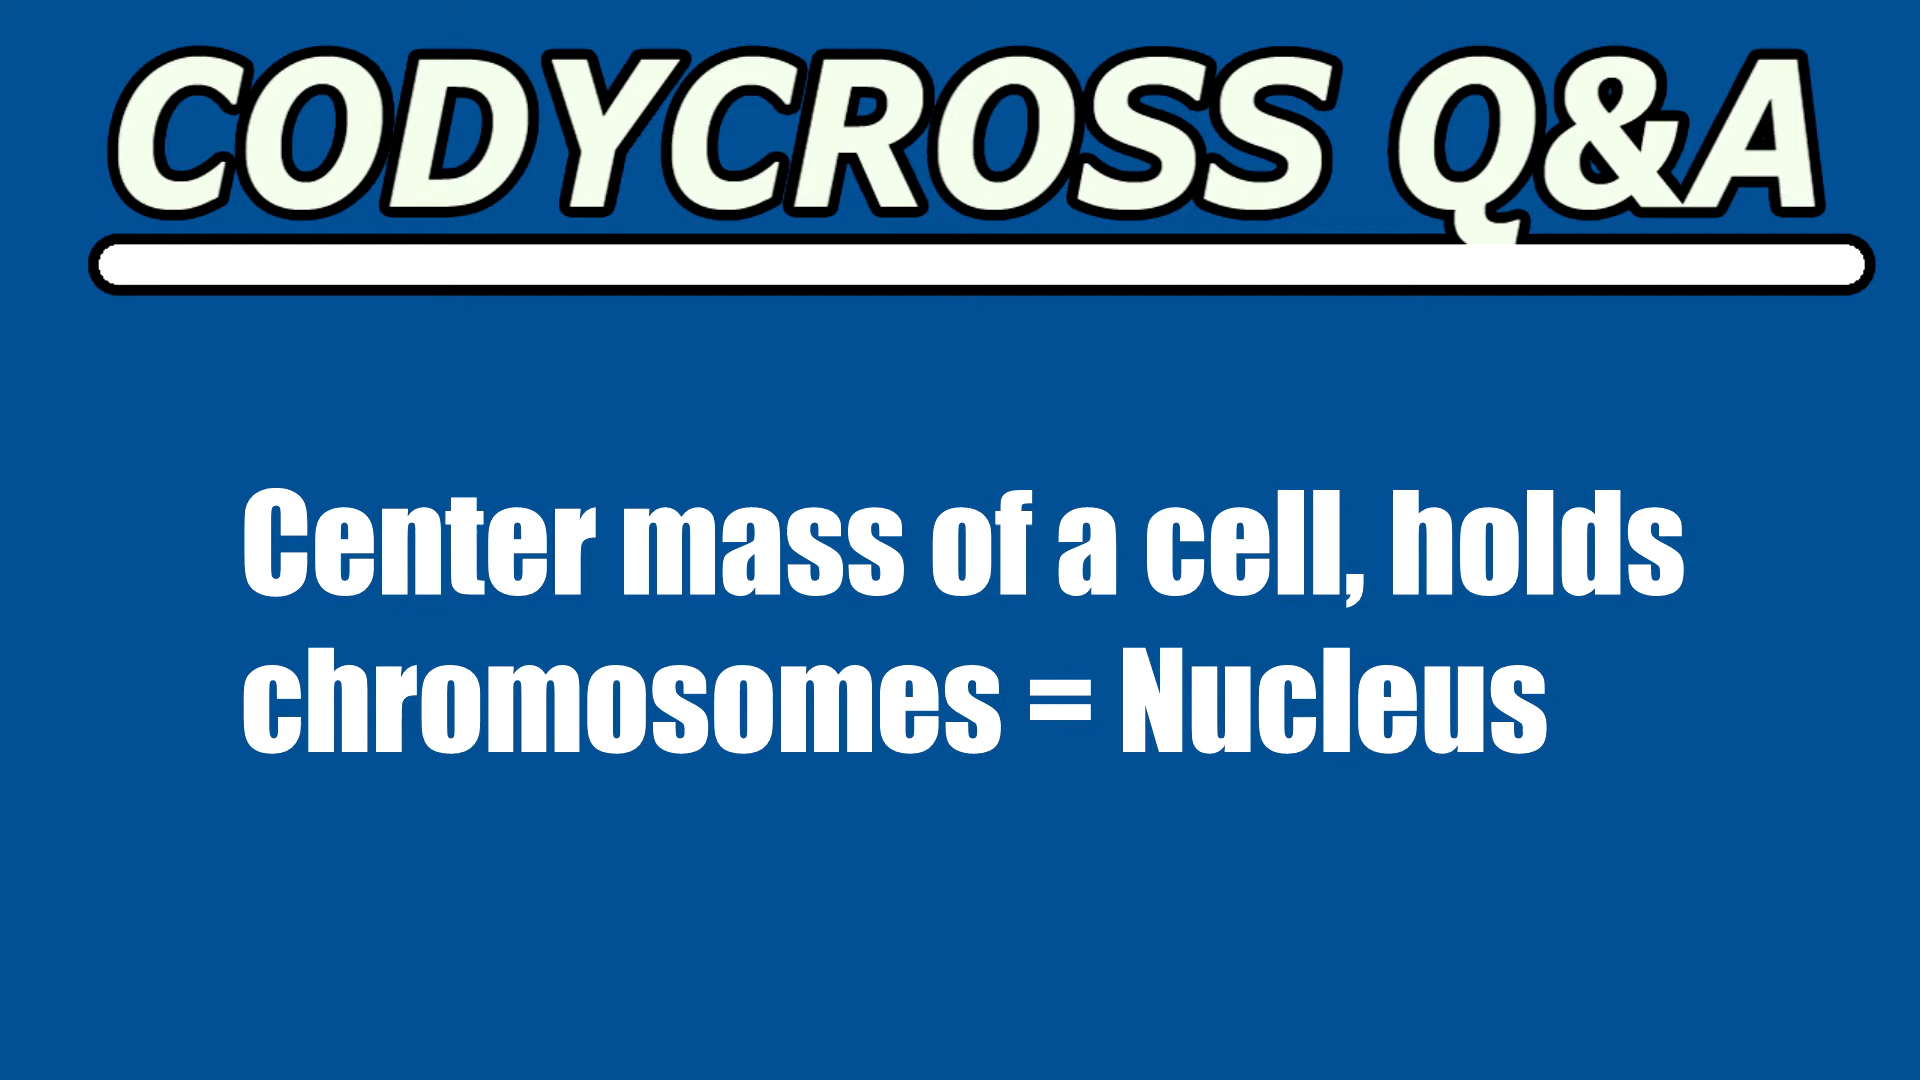 CODYCROSS Q&A
Center mass of a cell, holds
chromosomes = Nucleus